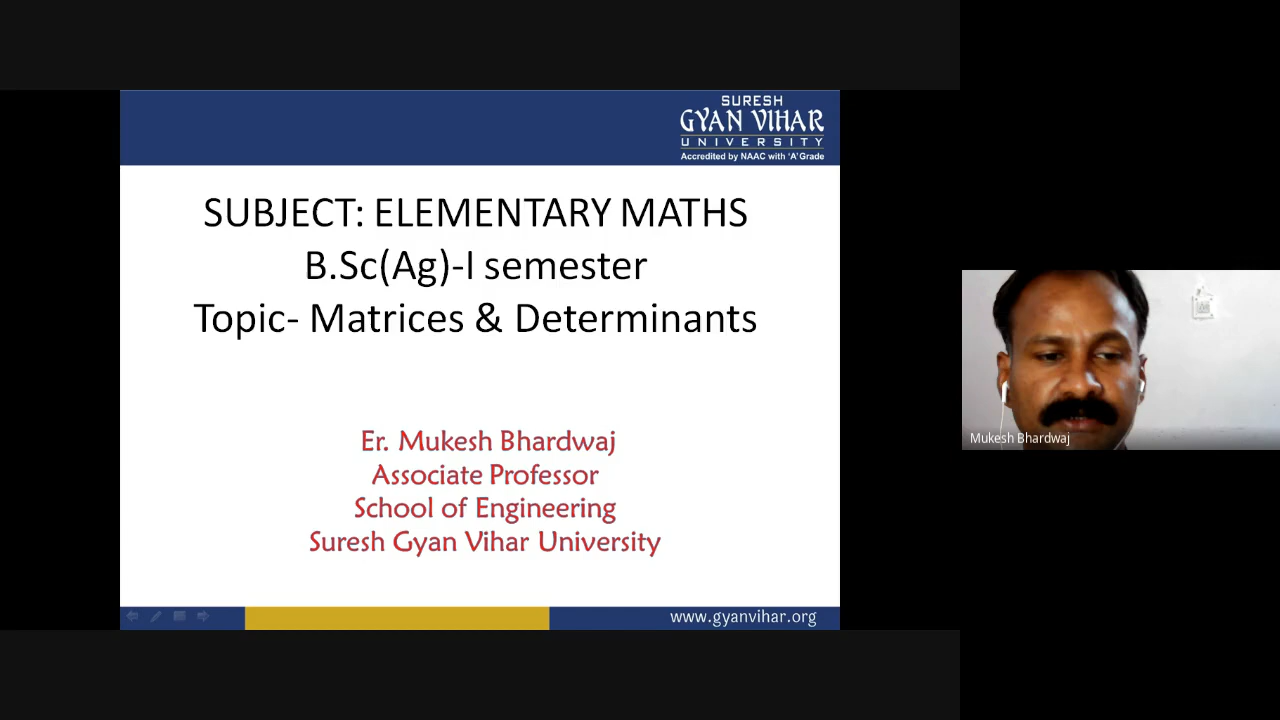 SURESH
GYAN VIHAR
UNIVERSITY
Accredited by NAAC with 'A' Grade
SUBJECT: ELEMENTARY MATHS
B.Sc(Ag)-I semester
Topic- Matrices & Determinants
Er. Mukesh Bhardwaj
Associate Professor
School of Engineering
Suresh Gyan Vihar University
www.gyanvihar.org
Mukesh Bhardwaj